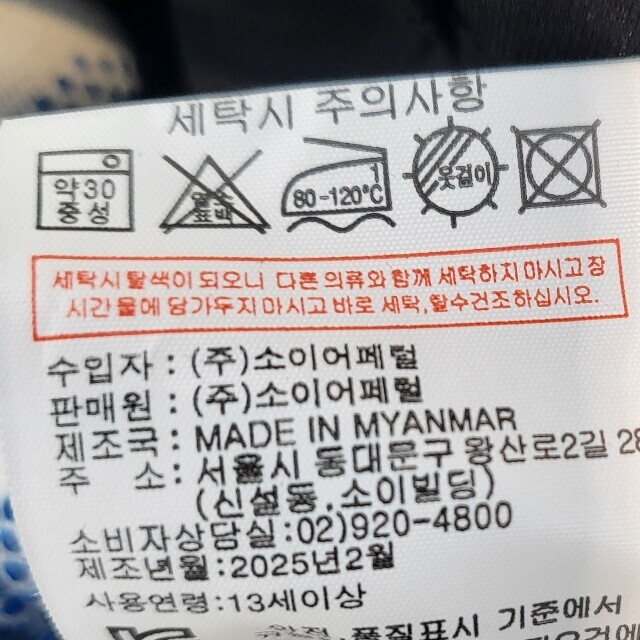 세탁시 주의사항
약30
중성
염소
표백
1
80-120℃
옷걸이
세탁시 탈색이 되오니 다른 의류와 함께 세탁하지 마시고 장
시간 물에 담가두지 마시고 바로 세탁,탈수건조 하십시오.
수입자 : (주)소이어페럴
판매원 : (주)소이어페럴
제조국 : MADE IN MYANMAR
주 소 : 서울시 동대문구 왕산로2길 28
(신설동,소이빌딩)
소비자상담실:02)920-4800
제조년월:2025년2월
사용연령:13세이상
안전 품질표시 기준에서